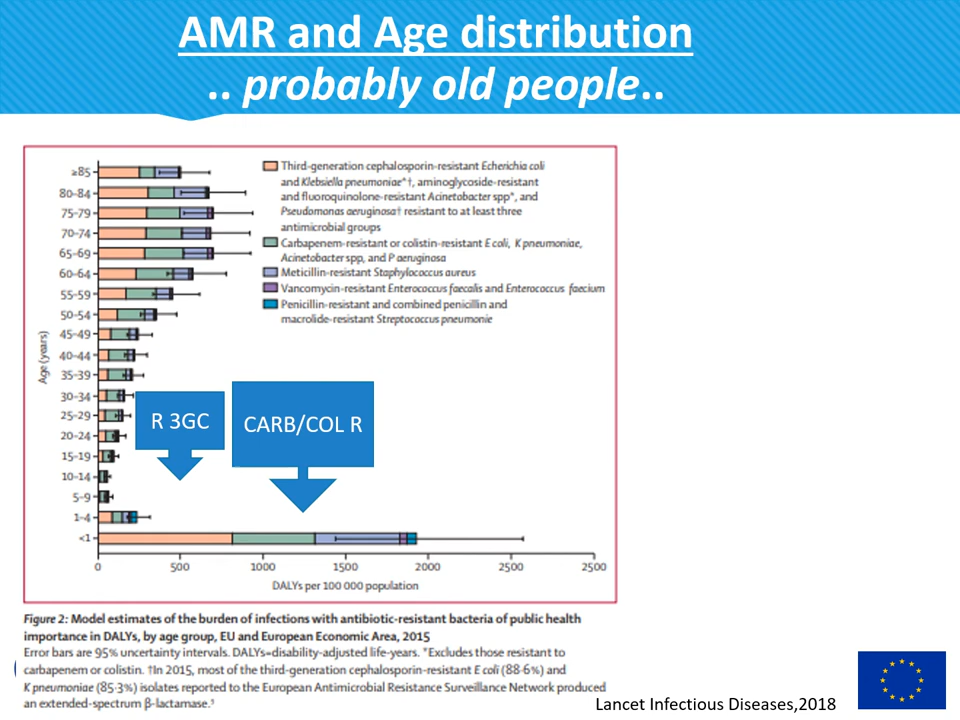 AMR and Age distribution
.. probably old people..
≥85
80–84
75–79
70–74
65–69
60–64
55–59
50–54
45–49
40–44
35–39
30–34
25–29
20–24
15–19
10–14
5–9
1–4
<1
Age (years)
0 500 1000 1500 2000 2500 2500
DALYs per 100 000 population
Third-generation cephalosporin-resistant Escherichia coli
and Klebsiella pneumoniae*†, aminoglycoside-resistant
and fluoroquinolone-resistant Acinetobacter spp*, and
Pseudomonas aeruginosa† resistant to at least three
antimicrobial groups
Carbapenem-resistant or colistin-resistant E coli, K pneumoniae,
Acinetobacter spp, and P aeruginosa
Meticillin-resistant Staphylococcus aureus
Vancomycin-resistant Enterococcus faecalis and Enterococcus faecium
Penicillin-resistant and combined penicillin and
macrolide-resistant Streptococcus pneumonie
R 3GC
CARB/COL R
Figure 2: Model estimates of the burden of infections with antibiotic-resistant bacteria of public health
importance in DALYs, by age group, EU and European Economic Area, 2015
Error bars are 95% uncertainty intervals. DALYs=disability-adjusted life-years. *Excludes those resistant to
carbapenem or colistin. †In 2015, most of the third-generation cephalosporin-resistant E coli (88·6%) and
K pneumoniae (85·3%) isolates reported to the European Antimicrobial Resistance Surveillance Network produced
an extended-spectrum β-lactamase.⁵
Lancet Infectious Diseases,2018